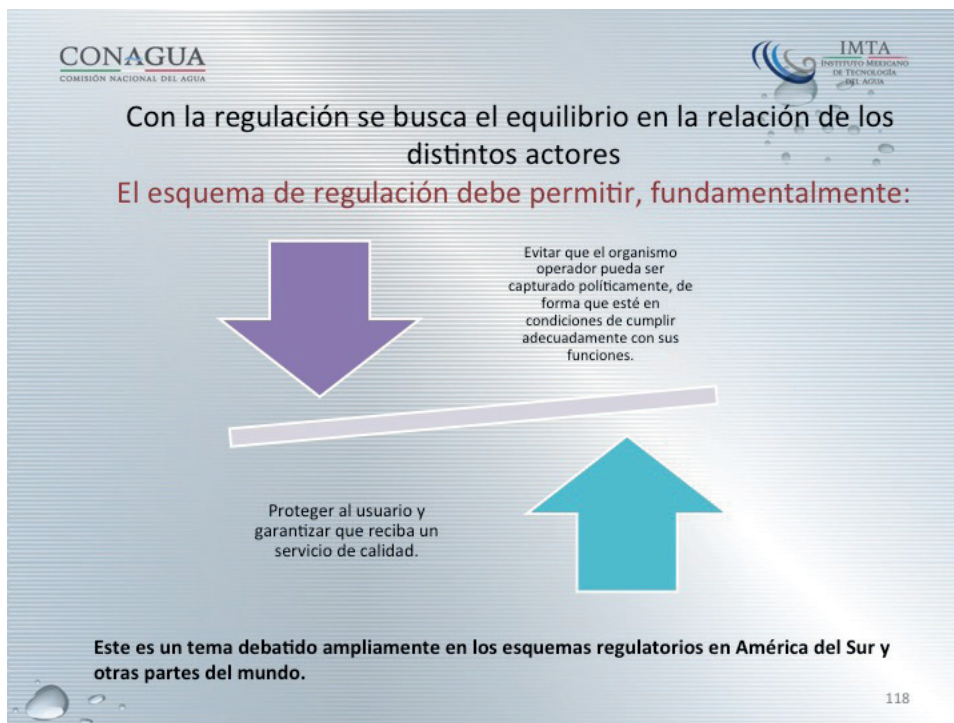 CONAGUA
COMISIÓN NACIONAL DEL AGUA
IMTA
INSTITUTO MEXICANO
DE TECNOLOGÍA
DEL AGUA
Con la regulación se busca el equilibrio en la relación de los
distintos actores
El esquema de regulación debe permitir, fundamentalmente:
Evitar que el organismo
operador pueda ser
capturado políticamente, de
forma que esté en
condiciones de cumplir
adecuadamente con sus
funciones.
Proteger al usuario y
garantizar que reciba un
servicio de calidad.
Este es un tema debatido ampliamente en los esquemas regulatorios en América del Sur y
otras partes del mundo.
118